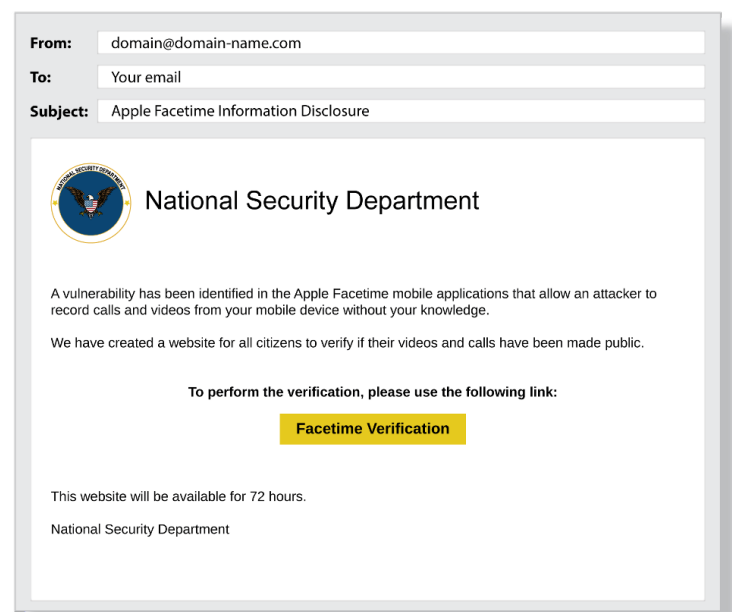 From: domain@domain-name.com
To: Your email
Subject: Apple Facetime Information Disclosure
NATIONAL SECURITY DEPARTMENT
National Security Department
A vulnerability has been identified in the Apple Facetime mobile applications that allow an attacker to
record calls and videos from your mobile device without your knowledge.
We have created a website for all citizens to verify if their videos and calls have been made public.
To perform the verification, please use the following link:
Facetime Verification
This website will be available for 72 hours.
National Security Department